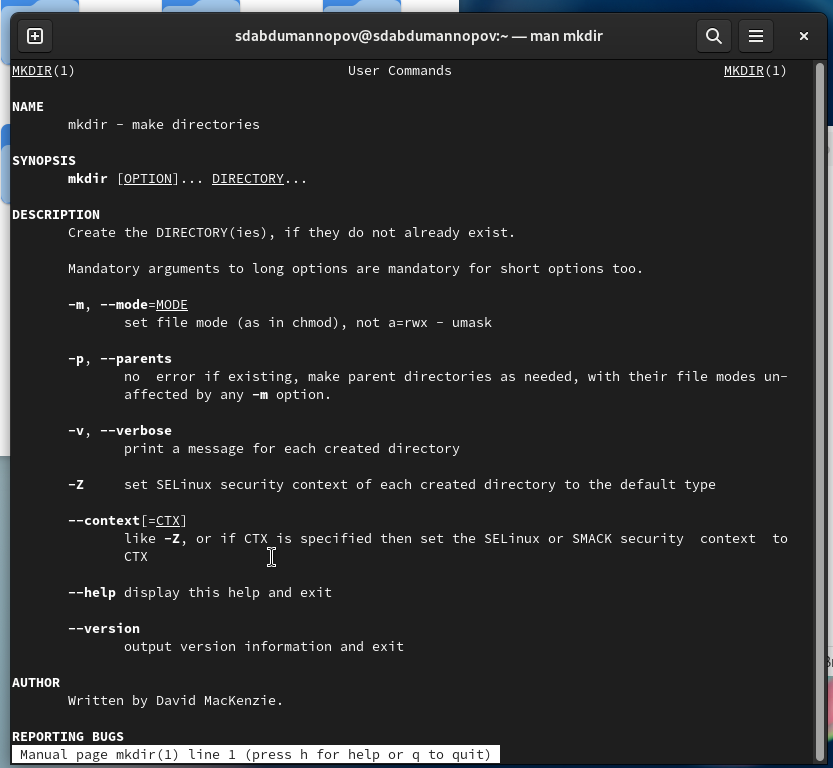 sdabdumannopov@sdabdumannopov:~ — man mkdir
MKDIR(1) User Commands MKDIR(1)
NAME
mkdir - make directories
SYNOPSIS
mkdir [OPTION]... DIRECTORY...
DESCRIPTION
Create the DIRECTORY(ies), if they do not already exist.
Mandatory arguments to long options are mandatory for short options too.
-m, --mode=MODE
set file mode (as in chmod), not a=rwx - umask
-p, --parents
no  error if existing, make parent directories as needed, with their file modes un-
affected by any -m option.
-v, --verbose
print a message for each created directory
-Z     set SELinux security context of each created directory to the default type
--context[=CTX]
like -Z, or if CTX is specified then set the SELinux or SMACK security  context  to
CTX
--help display this help and exit
--version
output version information and exit
AUTHOR
Written by David MacKenzie.
REPORTING BUGS
Manual page mkdir(1) line 1 (press h for help or q to quit)